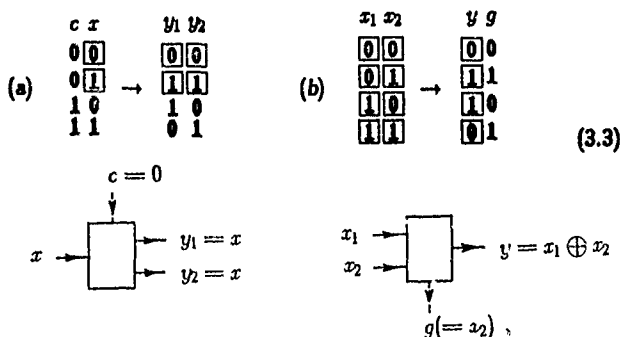 c x y₁ y₂
(a)
0 0 0 0
0 1 → 1 1
1 0 1 0
1 1 0 1
x₁ x₂ y g
(b)
0 0 0 0
0 1 → 1 1
1 0 1 0
1 1 0 1
(3.3)
c = 0
x
y₁ = x
y₂ = x
x₁
x₂
y = x₁ ⊕ x₂
g(= x₂) ,